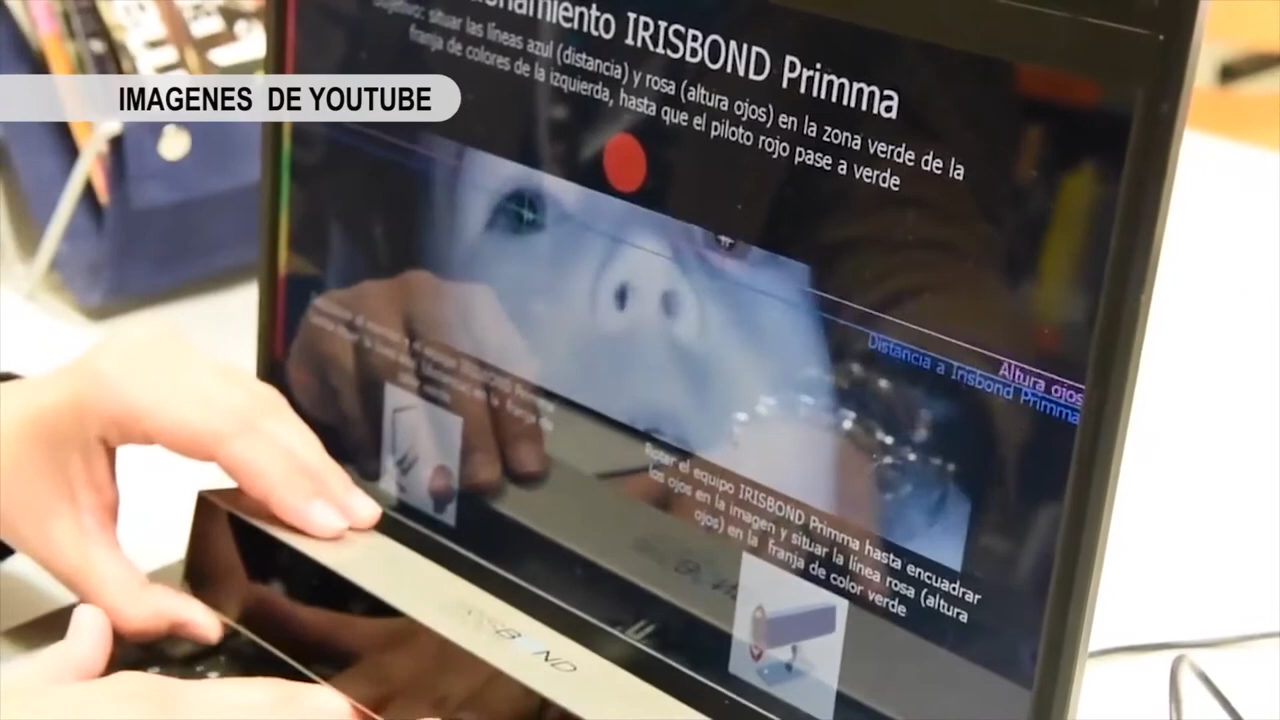 IMAGENES DE YOUTUBE
IRISBOND Primma
situar las líneas azul (distancia) y rosa (altura ojos) en la zona verde de la
franja de colores de la izquierda, hasta que el piloto rojo pase a verde
Altura ojos
Distancia a Irisbond Primma
Rotar el equipo IRISBOND Primma hasta encuadrar
los ojos en la imagen y situar la línea rosa (altura
ojos) en la franja de color verde